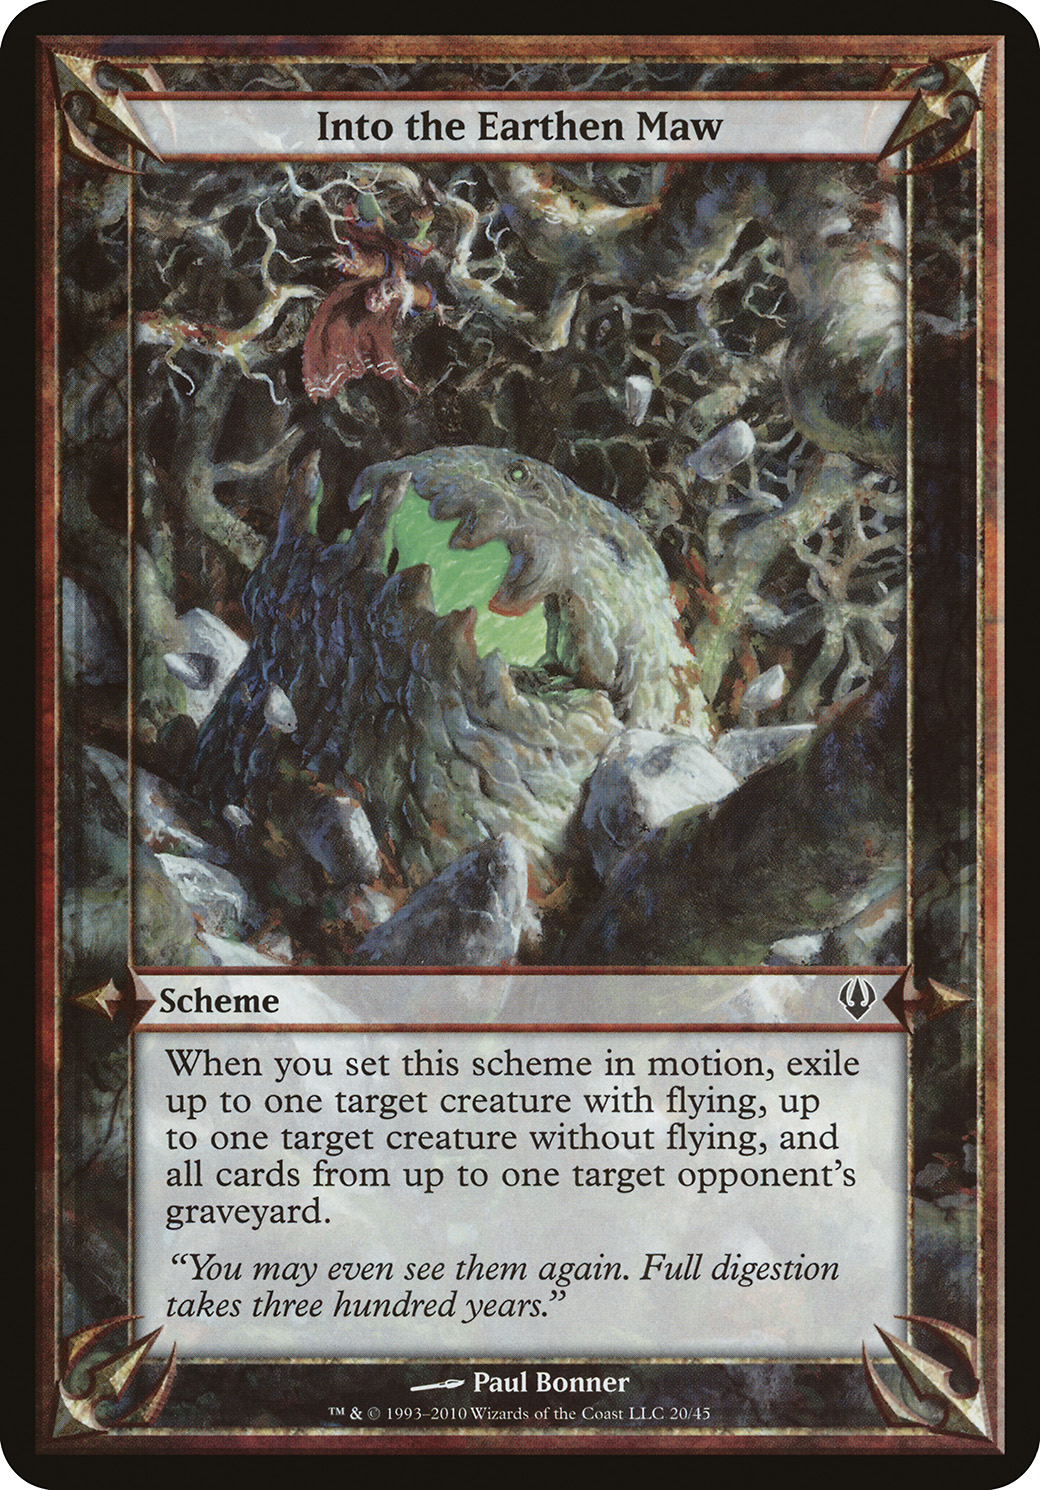 Into the Earthen Maw
Scheme
When you set this scheme in motion, exile
up to one target creature with flying, up
to one target creature without flying, and
all cards from up to one target opponent's
graveyard.
“You may even see them again. Full digestion
takes three hundred years.”
Paul Bonner
™ & © 1993–2010 Wizards of the Coast LLC 20/45